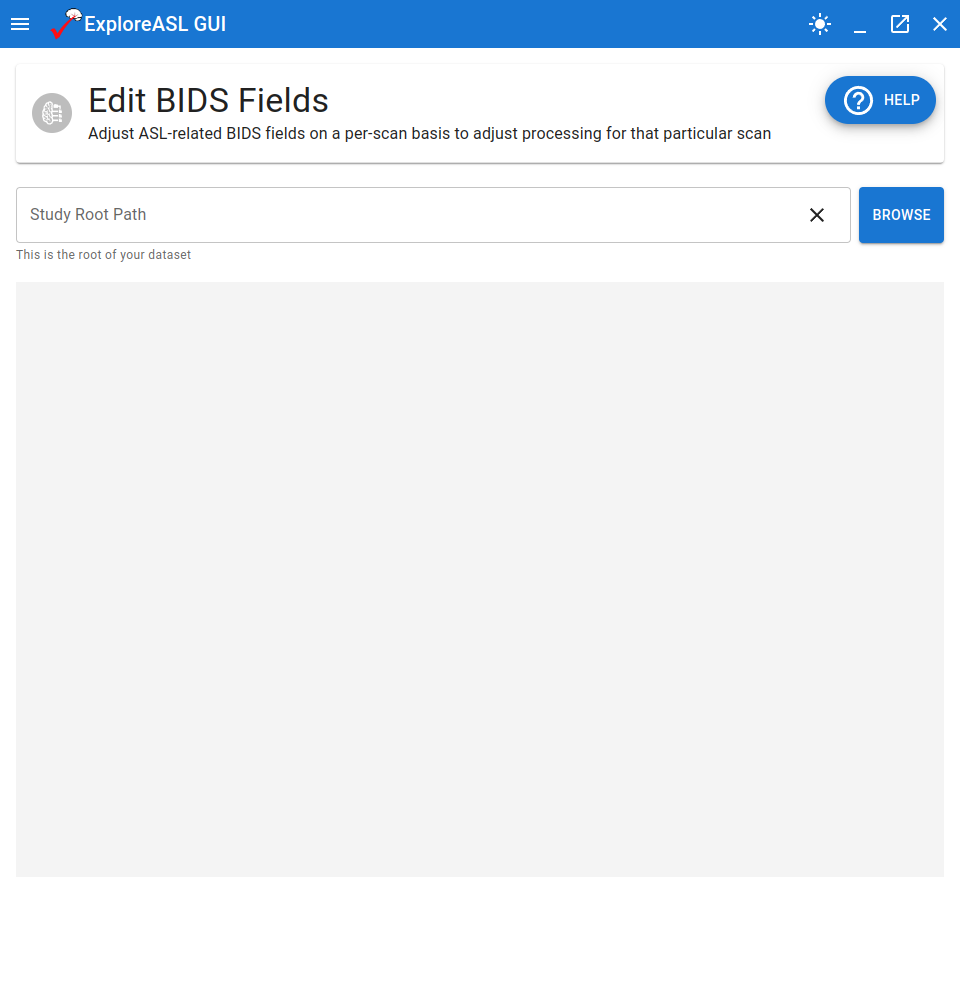 ExploreASL GUI
Edit BIDS Fields
Adjust ASL-related BIDS fields on a per-scan basis to adjust processing for that particular scan
HELP
Study Root Path
BROWSE
This is the root of your dataset